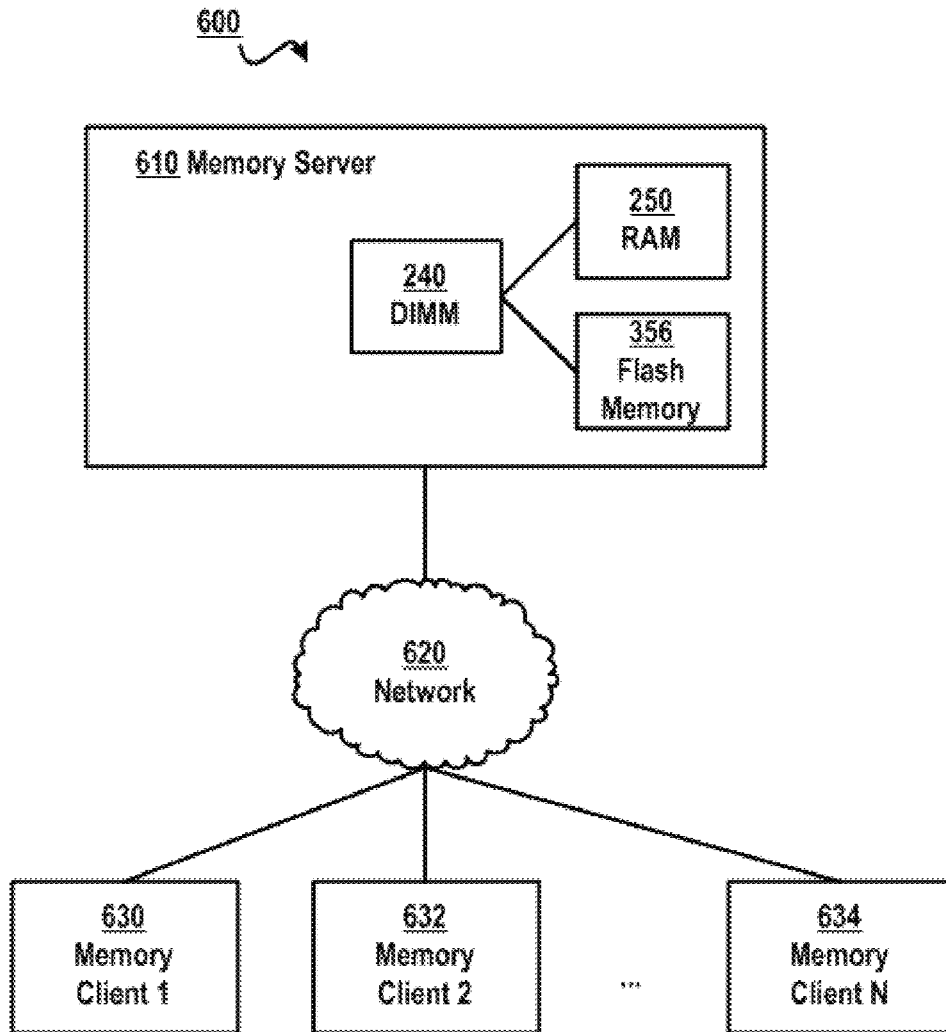 600
610 Memory Server
250
RAM
240
DIMM
356
Flash
Memory
620
Network
630
Memory
Client 1
632
Memory
Client 2
...
634
Memory
Client N